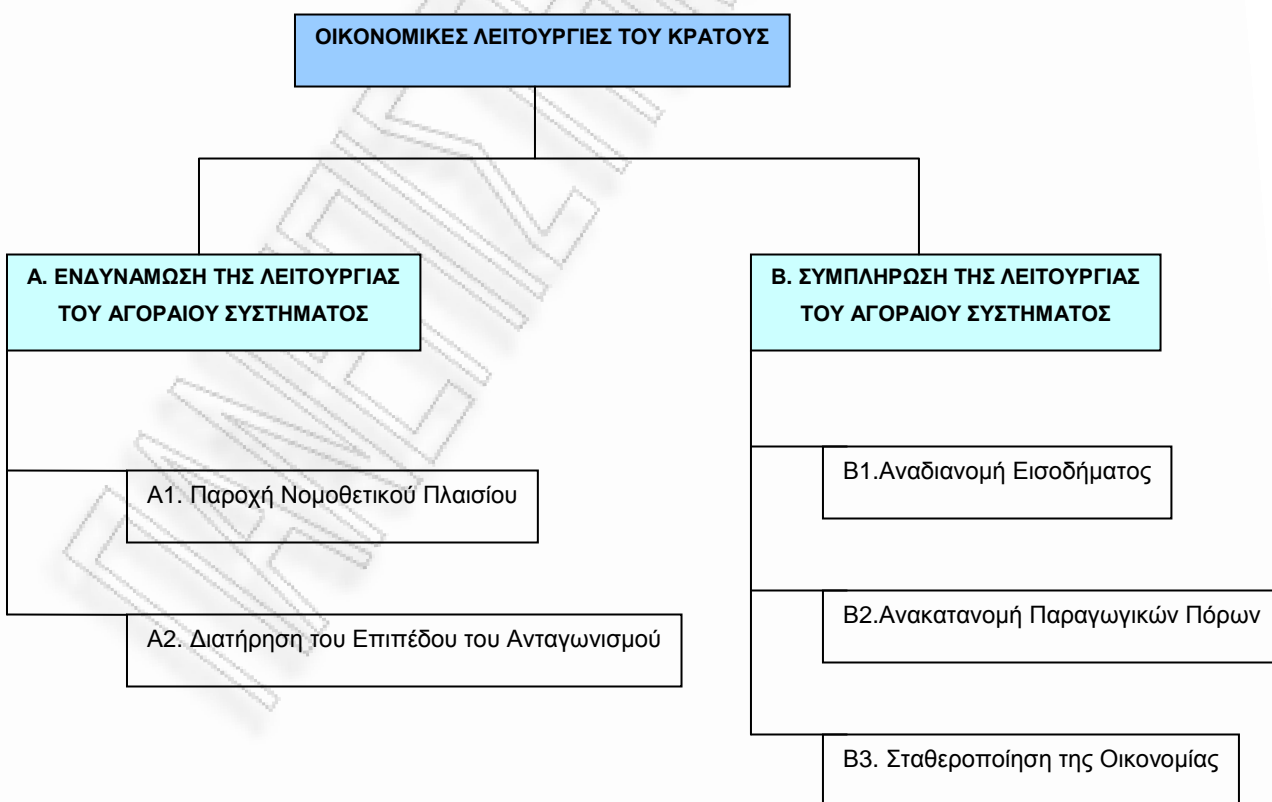 ΟΙΚΟΝΟΜΙΚΕΣ ΛΕΙΤΟΥΡΓΙΕΣ ΤΟΥ ΚΡΑΤΟΥΣ
Α. ΕΝΔΥΝΑΜΩΣΗ ΤΗΣ ΛΕΙΤΟΥΡΓΙΑΣ
ΤΟΥ ΑΓΟΡΑΙΟΥ ΣΥΣΤΗΜΑΤΟΣ
Α1. Παροχή Νομοθετικού Πλαισίου
Α2. Διατήρηση του Επιπέδου του Ανταγωνισμού
Β. ΣΥΜΠΛΗΡΩΣΗ ΤΗΣ ΛΕΙΤΟΥΡΓΙΑΣ
ΤΟΥ ΑΓΟΡΑΙΟΥ ΣΥΣΤΗΜΑΤΟΣ
Β1.Αναδιανομή Εισοδήματος
Β2.Ανακατανομή Παραγωγικών Πόρων
Β3. Σταθεροποίηση της Οικονομίας